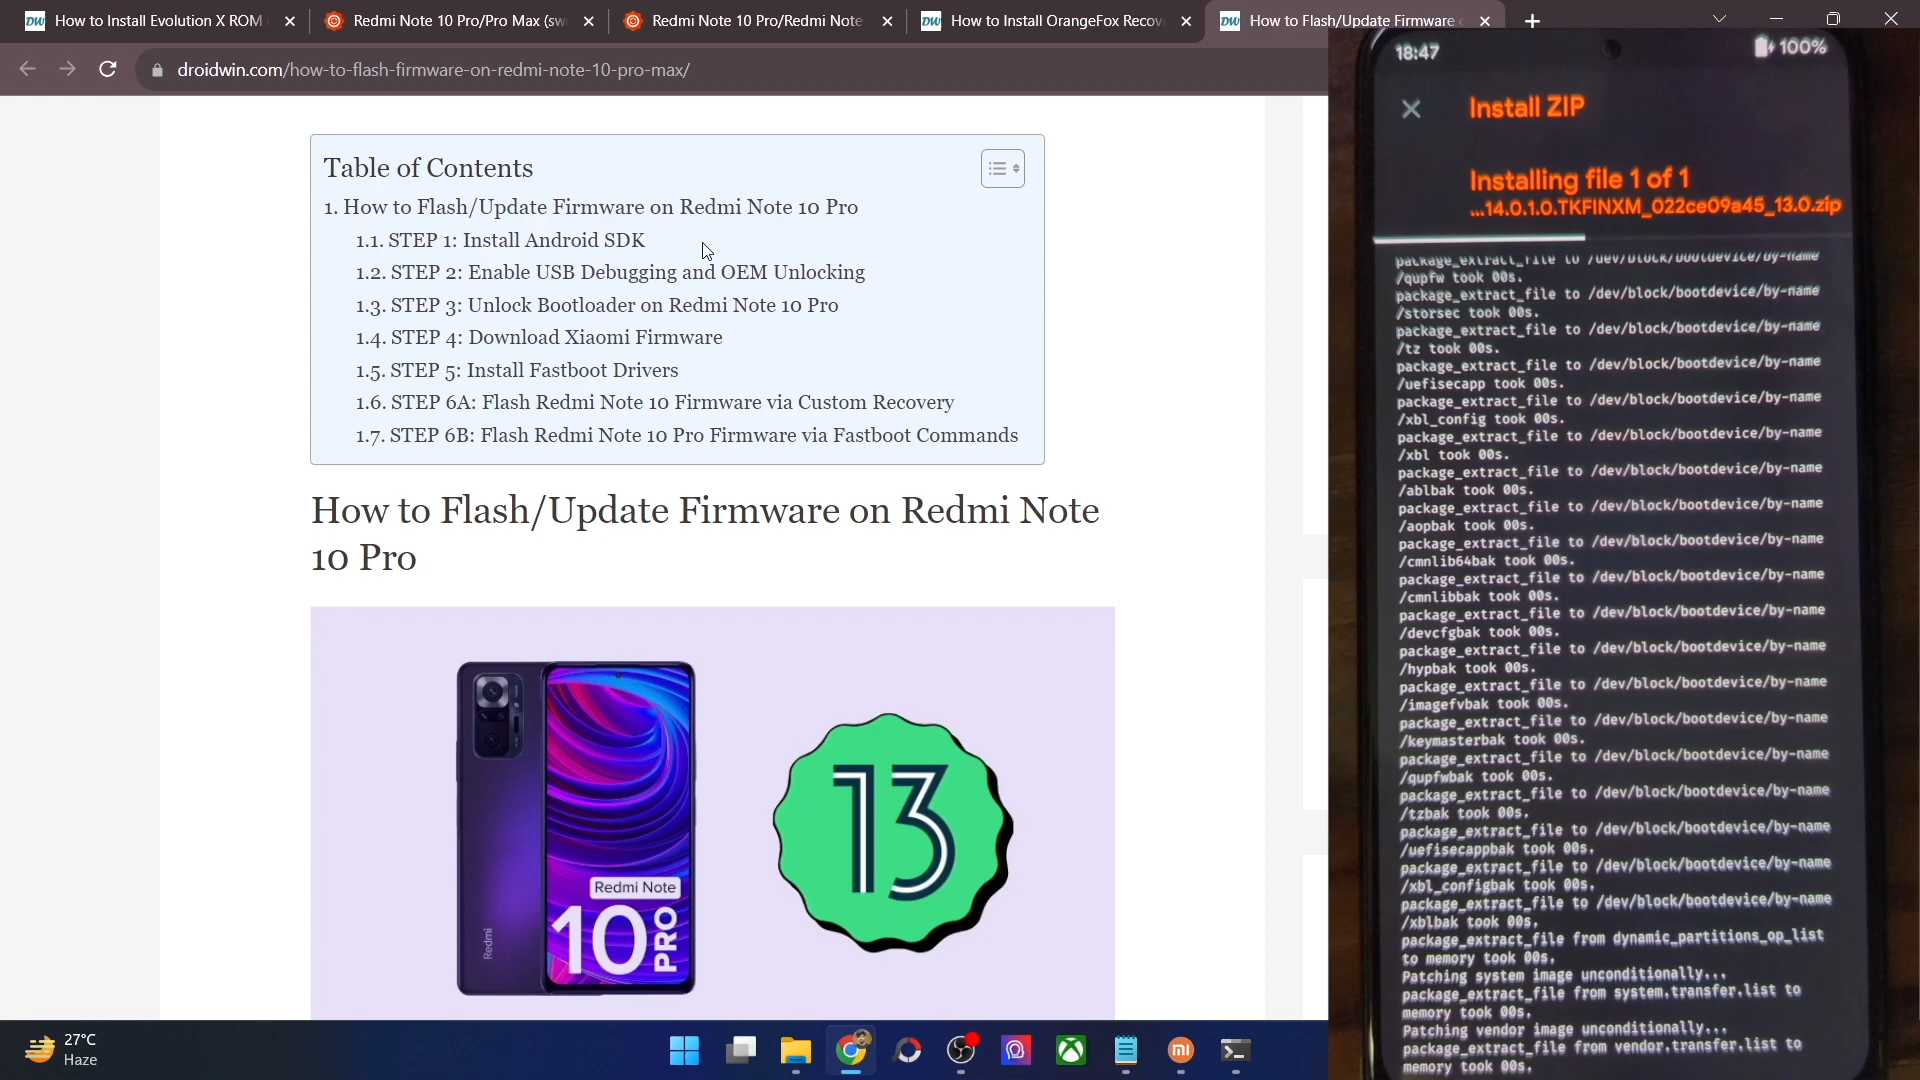 How to Install Evolution X ROM
Redmi Note 10 Pro/Pro Max (sw
Redmi Note 10 Pro/Redmi Note
How to Install OrangeFox Recov
How to Flash/Update Firmware
droidwin.com/how-to-flash-firmware-on-redmi-note-10-pro-max/
Table of Contents
1. How to Flash/Update Firmware on Redmi Note 10 Pro
1.1. STEP 1: Install Android SDK
1.2. STEP 2: Enable USB Debugging and OEM Unlocking
1.3. STEP 3: Unlock Bootloader on Redmi Note 10 Pro
1.4. STEP 4: Download Xiaomi Firmware
1.5. STEP 5: Install Fastboot Drivers
1.6. STEP 6A: Flash Redmi Note 10 Firmware via Custom Recovery
1.7. STEP 6B: Flash Redmi Note 10 Pro Firmware via Fastboot Commands
How to Flash/Update Firmware on Redmi Note
10 Pro
Redmi
Redmi Note
10 PRO
13
27°C
Haze
18:47
100%
Install ZIP
Installing file 1 of 1
...14.0.1.0.TKFINXM_022ce09a45_13.0.zip
package_extract_file to /dev/block/bootdevice/by-name
/qupfw took 00s.
package_extract_file to /dev/block/bootdevice/by-name
/storsec took 00s.
package_extract_file to /dev/block/bootdevice/by-name
/tz took 00s.
package_extract_file to /dev/block/bootdevice/by-name
/uefisecapp took 00s.
package_extract_file to /dev/block/bootdevice/by-name
/xbl_config took 00s.
package_extract_file to /dev/block/bootdevice/by-name
/xbl took 00s.
package_extract_file to /dev/block/bootdevice/by-name
/ablbak took 00s.
package_extract_file to /dev/block/bootdevice/by-name
/aopbak took 00s.
package_extract_file to /dev/block/bootdevice/by-name
/cmnlib64bak took 00s.
package_extract_file to /dev/block/bootdevice/by-name
/cmnlibbak took 00s.
package_extract_file to /dev/block/bootdevice/by-name
/devcfgbak took 00s.
package_extract_file to /dev/block/bootdevice/by-name
/hypbak took 00s.
package_extract_file to /dev/block/bootdevice/by-name
/imagefvbak took 00s.
package_extract_file to /dev/block/bootdevice/by-name
/keymasterbak took 00s.
package_extract_file to /dev/block/bootdevice/by-name
/qupfwbak took 00s.
package_extract_file to /dev/block/bootdevice/by-name
/tzbak took 00s.
package_extract_file to /dev/block/bootdevice/by-name
/uefisecappbak took 00s.
package_extract_file to /dev/block/bootdevice/by-name
/xbl_configbak took 00s.
package_extract_file to /dev/block/bootdevice/by-name
/xblbak took 00s.
package_extract_file from dynamic_partitions_op_list
to memory took 00s.
Patching system image unconditionally...
package_extract_file from system.transfer.list to
memory took 00s.
Patching vendor image unconditionally...
package_extract_file from vendor.transfer.list to
memory took 00s.